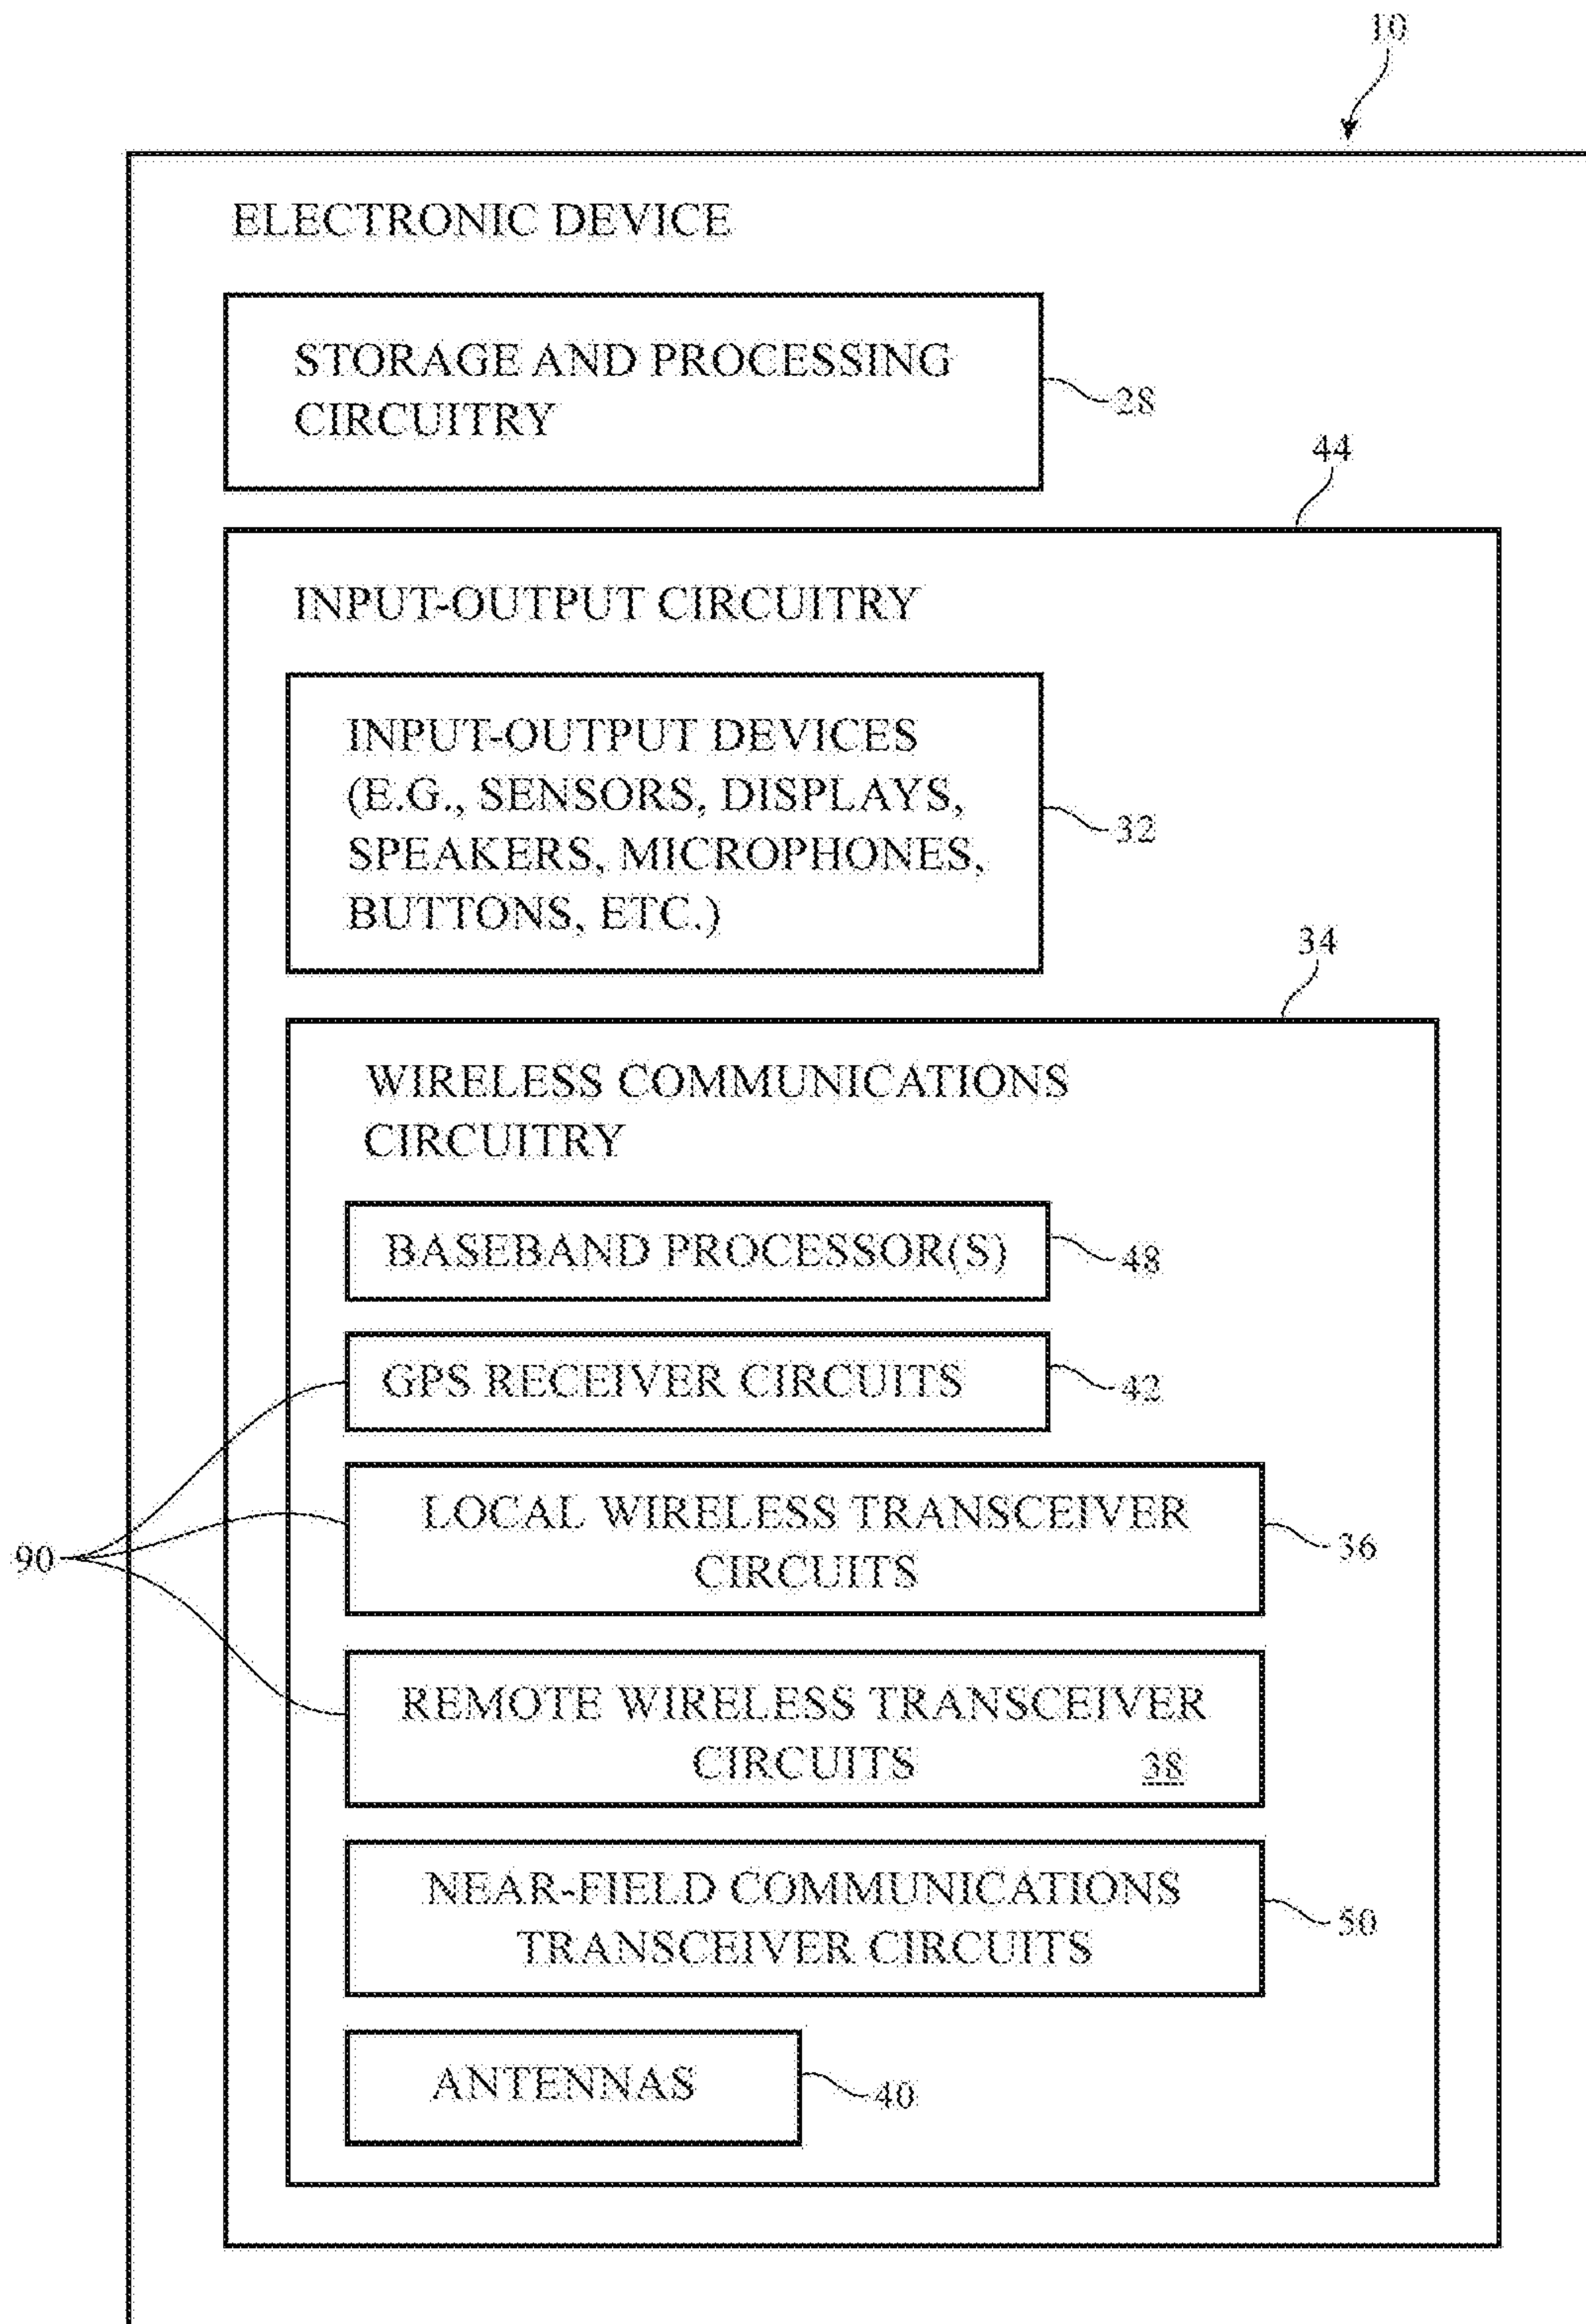 10
ELECTRONIC DEVICE
STORAGE AND PROCESSING
CIRCUITRY
28
44
INPUT-OUTPUT CIRCUITRY
INPUT-OUTPUT DEVICES
(E.G., SENSORS, DISPLAYS,
SPEAKERS, MICROPHONES,
BUTTONS, ETC.)
32
34
WIRELESS COMMUNICATIONS
CIRCUITRY
BASEBAND PROCESSOR(S)
48
GPS RECEIVER CIRCUITS
42
LOCAL WIRELESS TRANSCEIVER
CIRCUITS
36
90
REMOTE WIRELESS TRANSCEIVER
CIRCUITS 38
NEAR-FIELD COMMUNICATIONS
TRANSCEIVER CIRCUITS
50
ANTENNAS
40